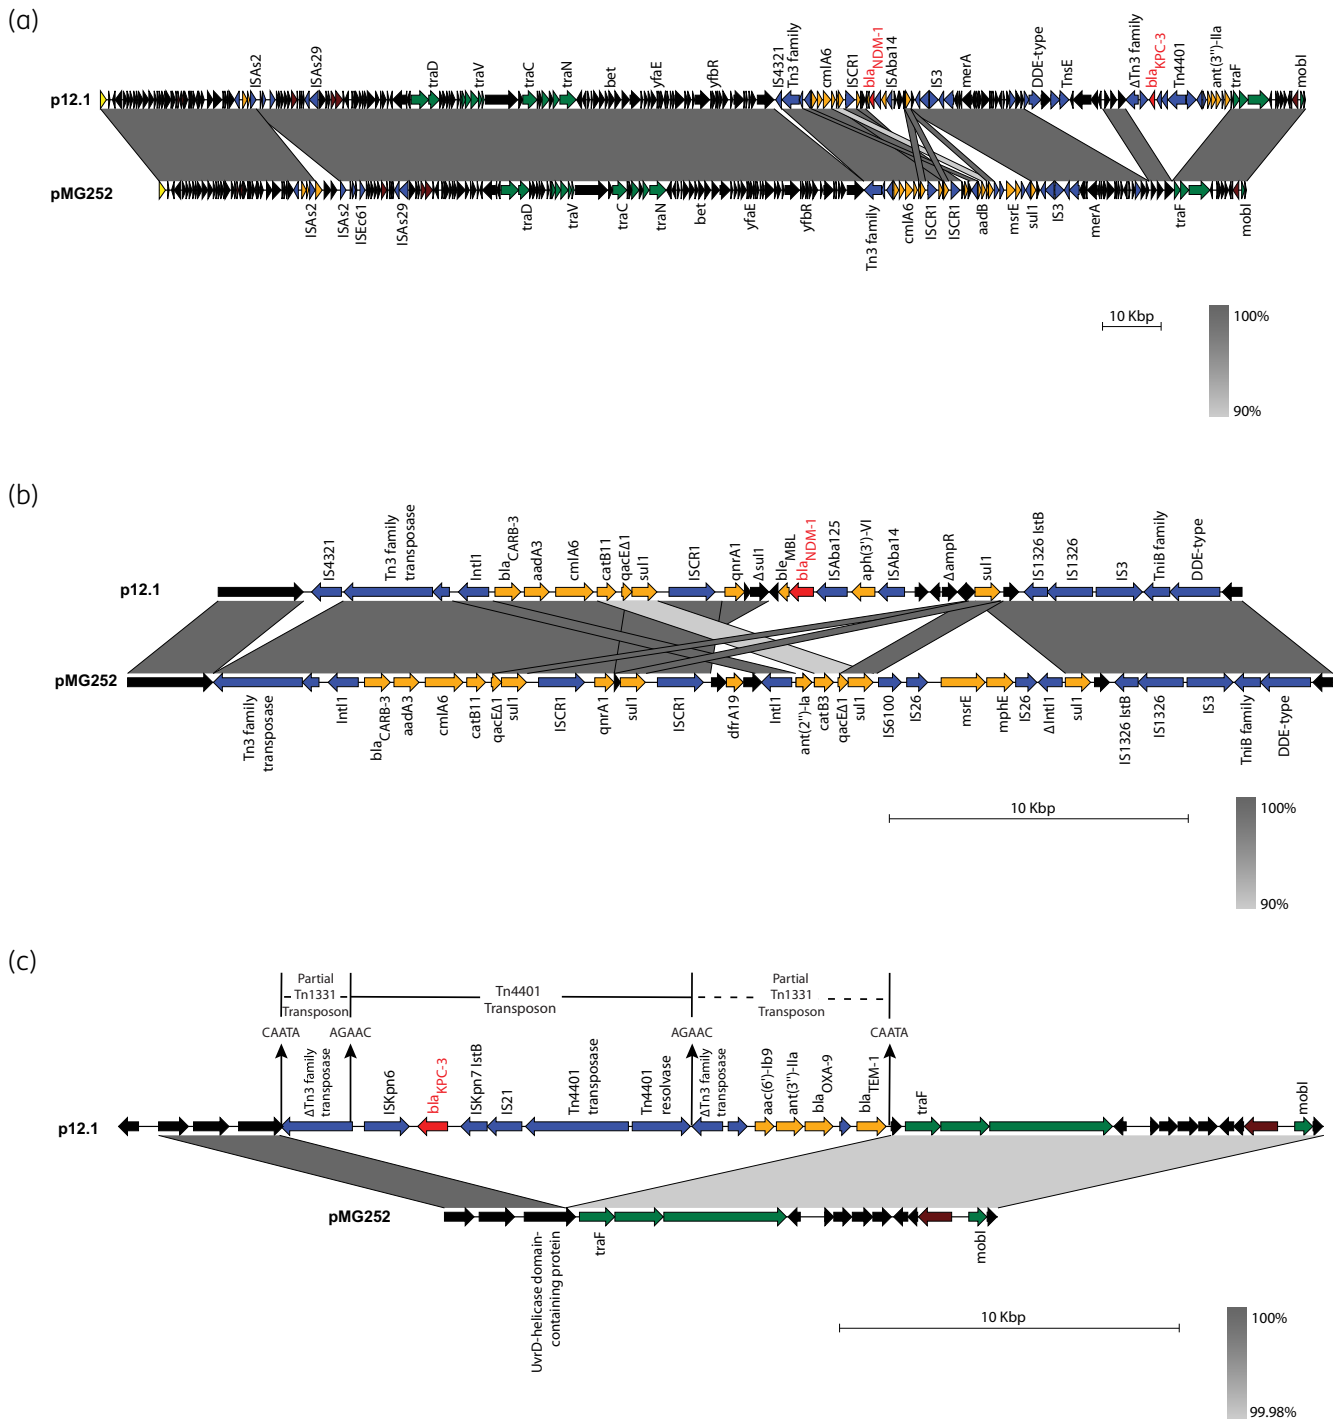 (a)
ISAs2
ISAs29
traD
traV
traC
traN
bet
yfaE
yfbR
IS4321
Tn3 family
cmlA6
ISCR1
blaNDM-1
ISAba14
IS3
merA
DDE-type
TnsE
ΔTn3 family
blaKPC-3
Tn4401
ant(3")-IIa
traF
mobI
p12.1
pMG252
ISAs2
ISAs2
ISEc61
ISAs29
traD
traV
traC
traN
bet
yfaE
yfbR
Tn3 family
cmlA6
ISCR1
ISCR1
aadB
msrE
sul1
IS3
merA
traF
mobI
10 Kbp
100%
90%
(b)
IS4321
Tn3 family
transposase
IntI1
blaCARB-3
aadA3
cmlA6
catB11
qacEΔ1
sul1
ISCR1
qnrA1
Δsul1
bleMBL
blaNDM-1
ISAba125
aph(3')-VI
ISAba14
ΔampR
sul1
IS1326 IstB
IS1326
IS3
TniB family
DDE-type
p12.1
pMG252
Tn3 family
transposase
IntI1
blaCARB-3
aadA3
cmlA6
catB11
qacEΔ1
sul1
ISCR1
qnrA1
sul1
ISCR1
dfrA19
IntI1
ant(2")-Ia
catB3
qacEΔ1
sul1
IS6100
IS26
msrE
mphE
IS26
ΔIntI1
sul1
IS1326 IstB
IS1326
IS3
TniB family
DDE-type
10 Kbp
100%
90%
(c)
Partial
Tn1331
Transposon
Tn4401
Transposon
Partial
Tn1331
Transposon
CAATA
AGAAC
AGAAC
CAATA
ΔTn3 family
transposase
ISKpn6
blaKPC-3
ISKpn7 IstB
IS21
Tn4401
transposase
Tn4401
resolvase
ΔTn3 family
transposase
aac(6')-Ib9
ant(3")-IIa
blaOXA-9
blaTEM-1
traF
mobI
p12.1
pMG252
UvrD-helicase domain-
containing protein
traF
mobI
10 Kbp
100%
99.98%